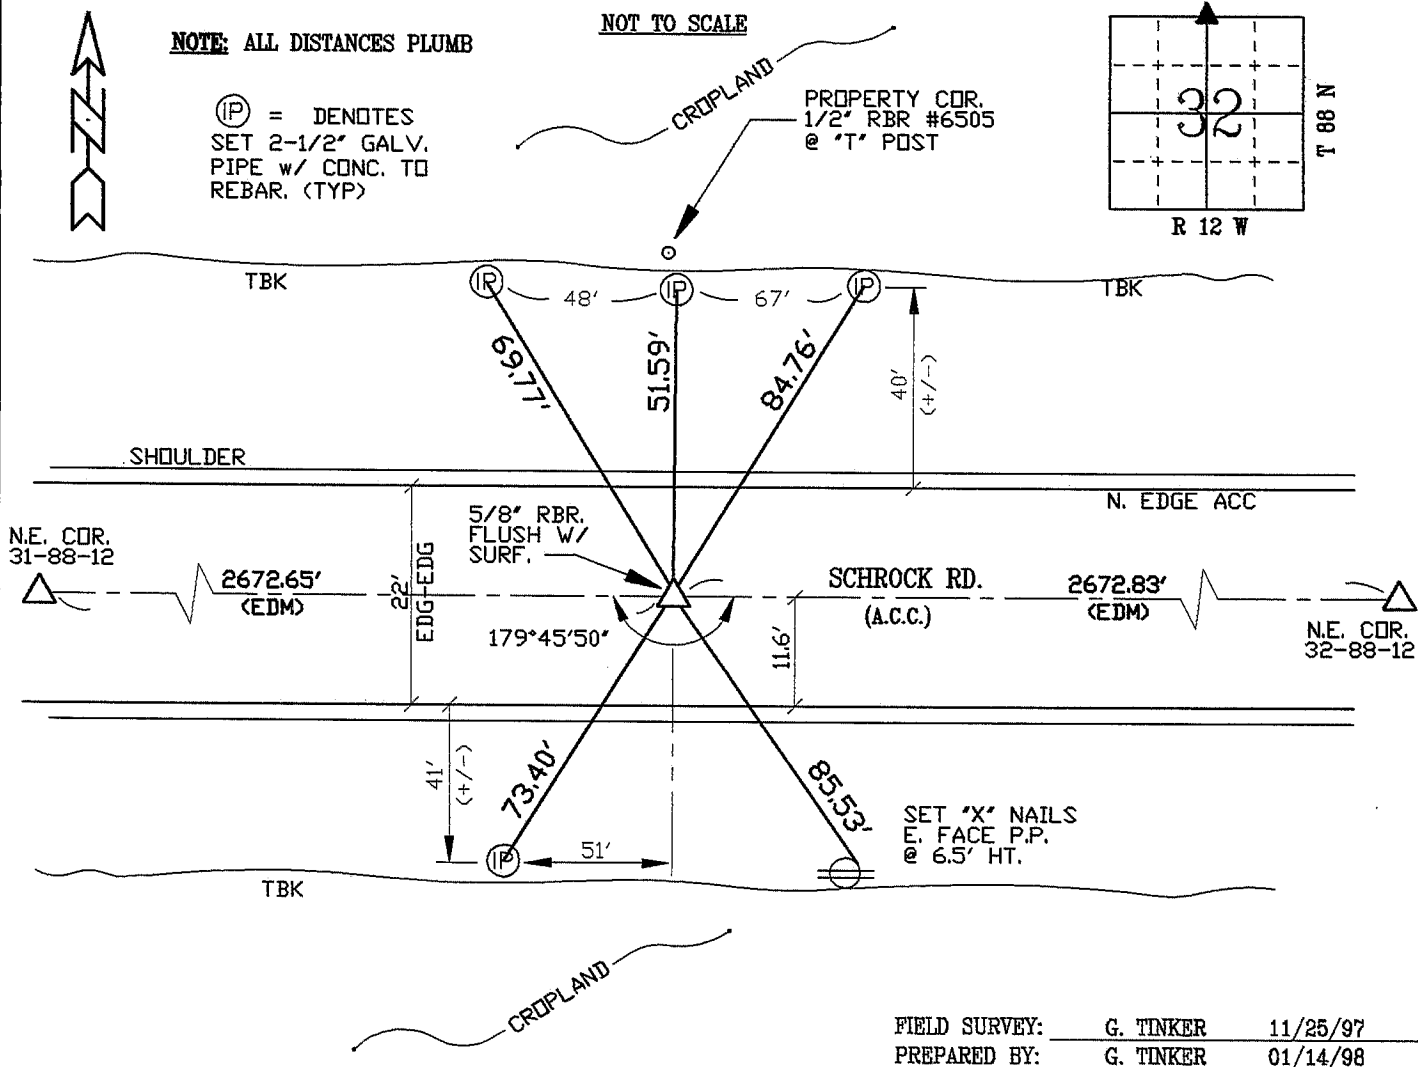 NOT TO SCALE
NOTE: ALL DISTANCES PLUMB
IP = DENOTES
SET 2-1/2" GALV.
PIPE w/ CONC. TO
REBAR. (TYP)
N
CROPLAND
PROPERTY COR.
1/2" RBR #6505
@ "T" POST
32
T 88 N
R 12 W
TBK
IP
48'
IP
67'
IP
TBK
69.77'
51.59'
84.76'
40'
(+/-)
SHOULDER
N. EDGE ACC
N.E. COR.
31-88-12
5/8" RBR.
FLUSH W/
SURF.
2672.65'
(EDM)
22'
EDG-EDG
SCHROCK RD.
(A.C.C.)
2672.83'
(EDM)
N.E. COR.
32-88-12
179°45'50"
11.6'
41'
(+/-)
73.40'
85.53'
SET "X" NAILS
E. FACE P.P.
@ 6.5' HT.
IP
51'
TBK
CROPLAND
FIELD SURVEY: G. TINKER 11/25/97
PREPARED BY: G. TINKER 01/14/98